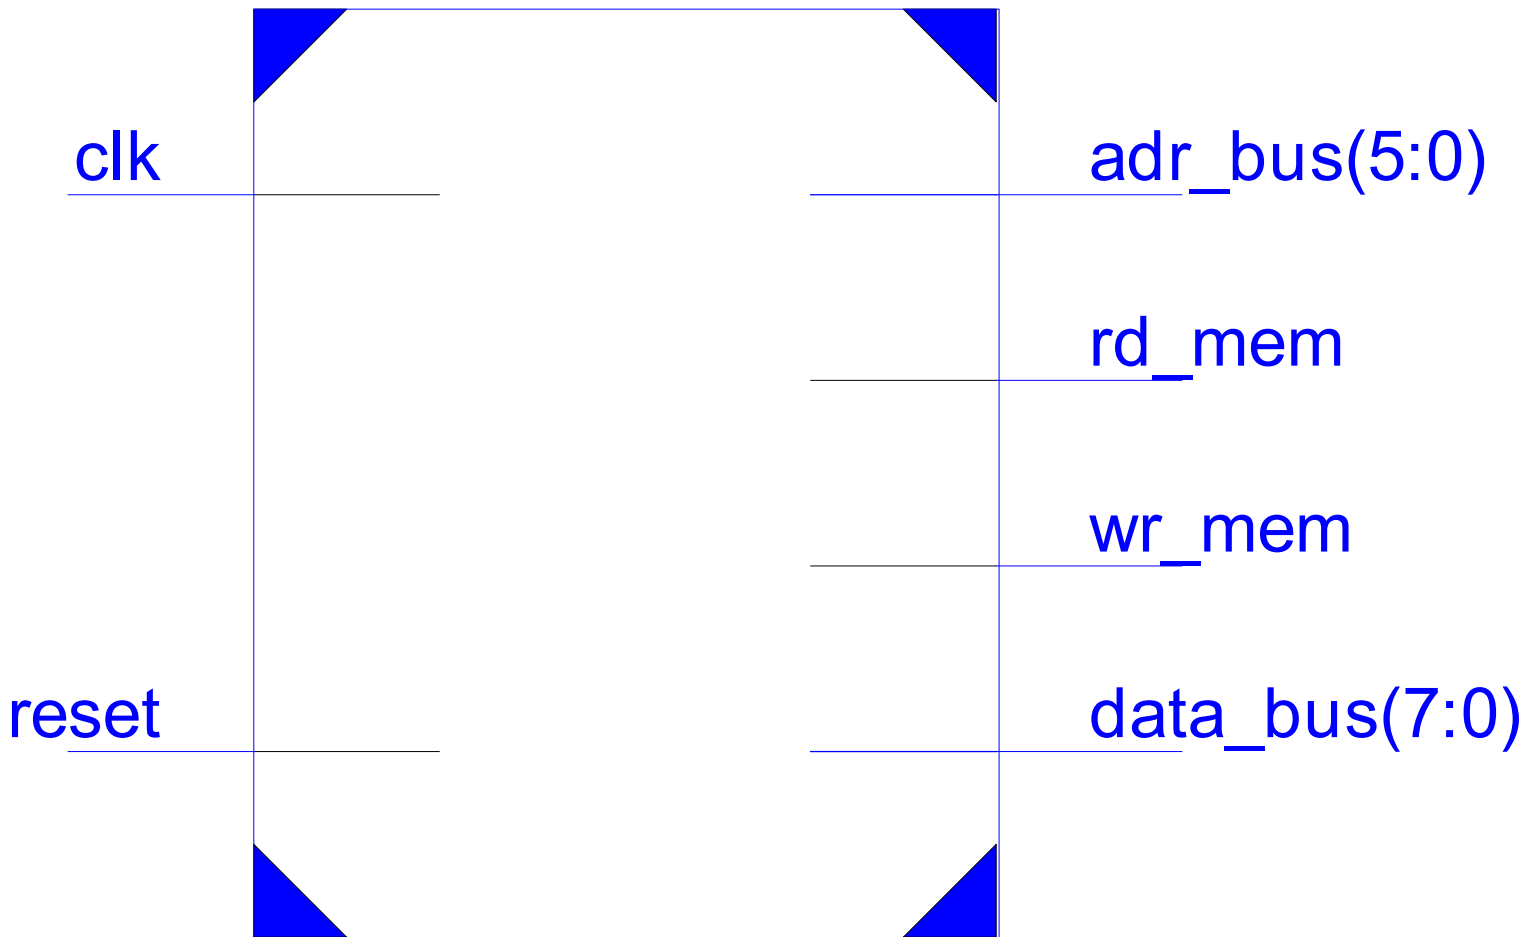 clk
adr_bus(5:0)
rd_mem
wr_mem
reset
data_bus(7:0)